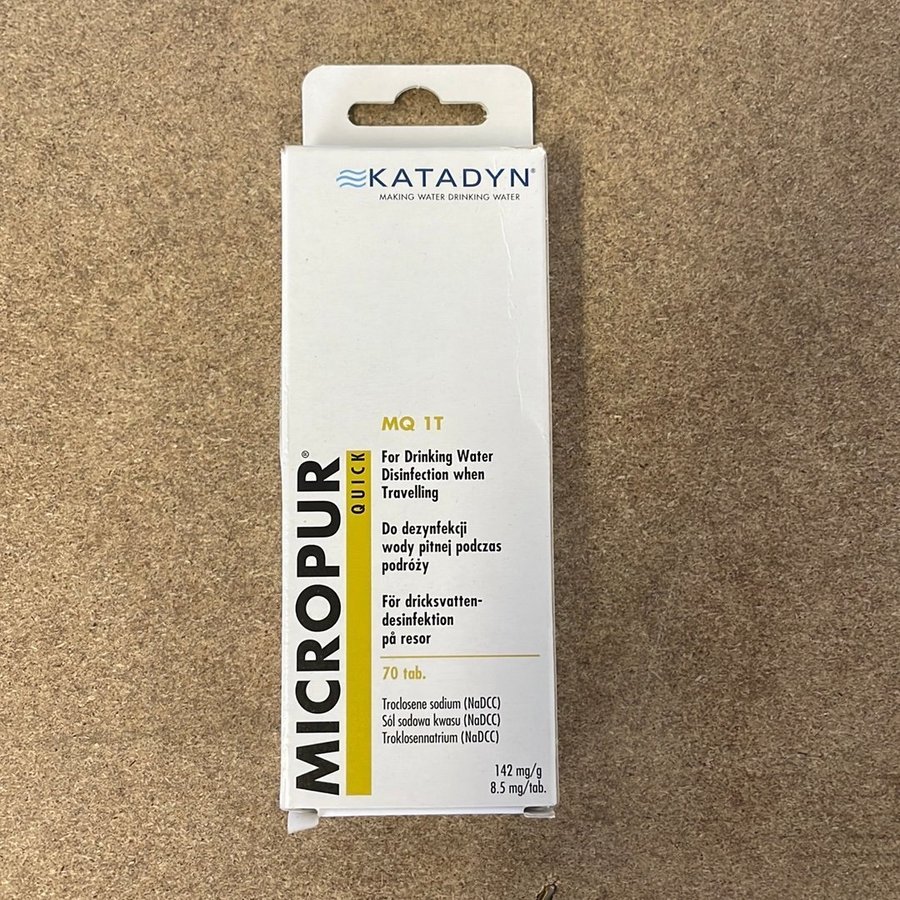 KATADYN®
MAKING WATER DRINKING WATER
MICROPUR®
QUICK
MQ 1T
For Drinking Water
Disinfection when
Travelling
Do dezynfekcji
wody pitnej podczas
podróży
För dricksvatten-
desinfektion
på resor
70 tab.
Troclosene sodium (NaDCC)
Sól sodowa kwasu (NaDCC)
Troklosennatrium (NaDCC)
142 mg/g
8.5 mg/tab.